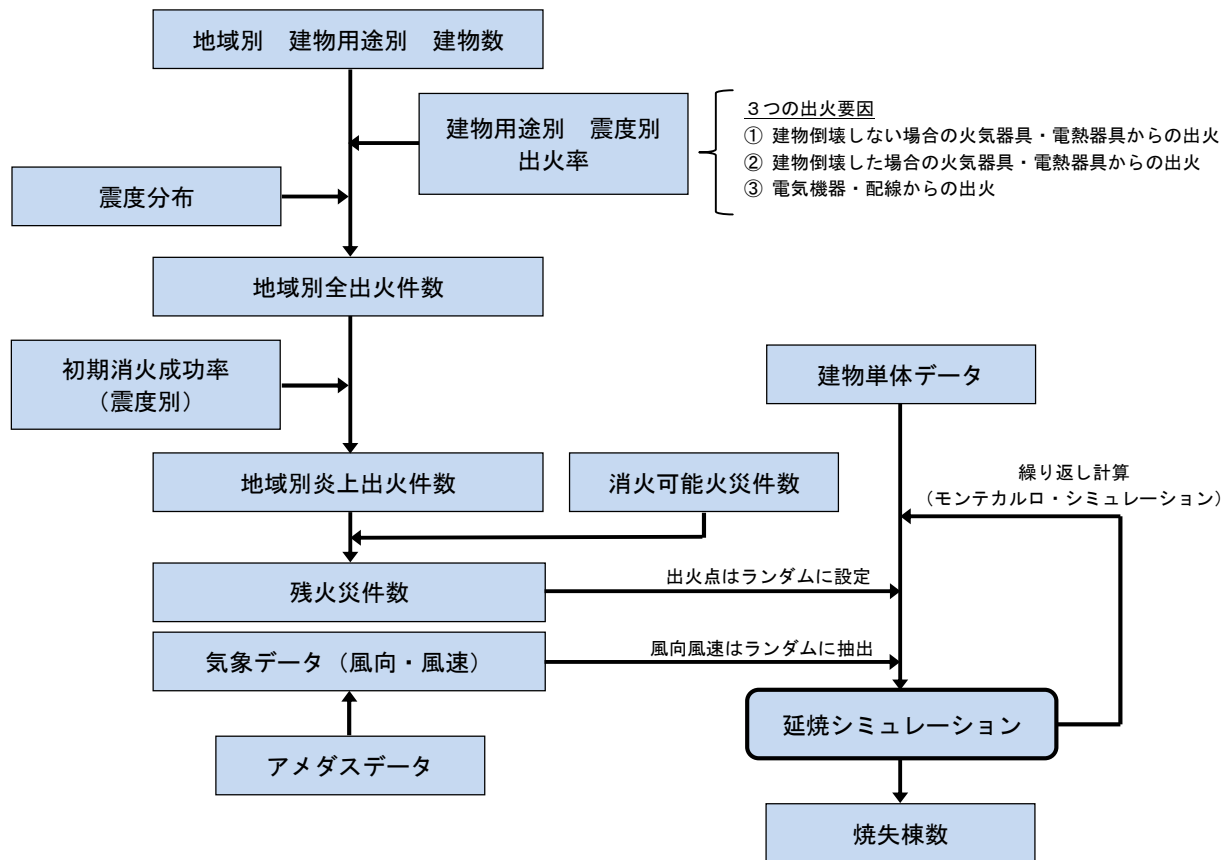 地域別　建物用途別　建物数
建物用途別　震度別
出火率
３つの出火要因
① 建物倒壊しない場合の火気器具・電熱器具からの出火
② 建物倒壊した場合の火気器具・電熱器具からの出火
③ 電気機器・配線からの出火
震度分布
地域別全出火件数
初期消火成功率
（震度別）
建物単体データ
地域別炎上出火件数
消火可能火災件数
繰り返し計算
（モンテカルロ・シミュレーション）
残火災件数
出火点はランダムに設定
気象データ（風向・風速）
風向風速はランダムに抽出
延焼シミュレーション
アメダスデータ
焼失棟数